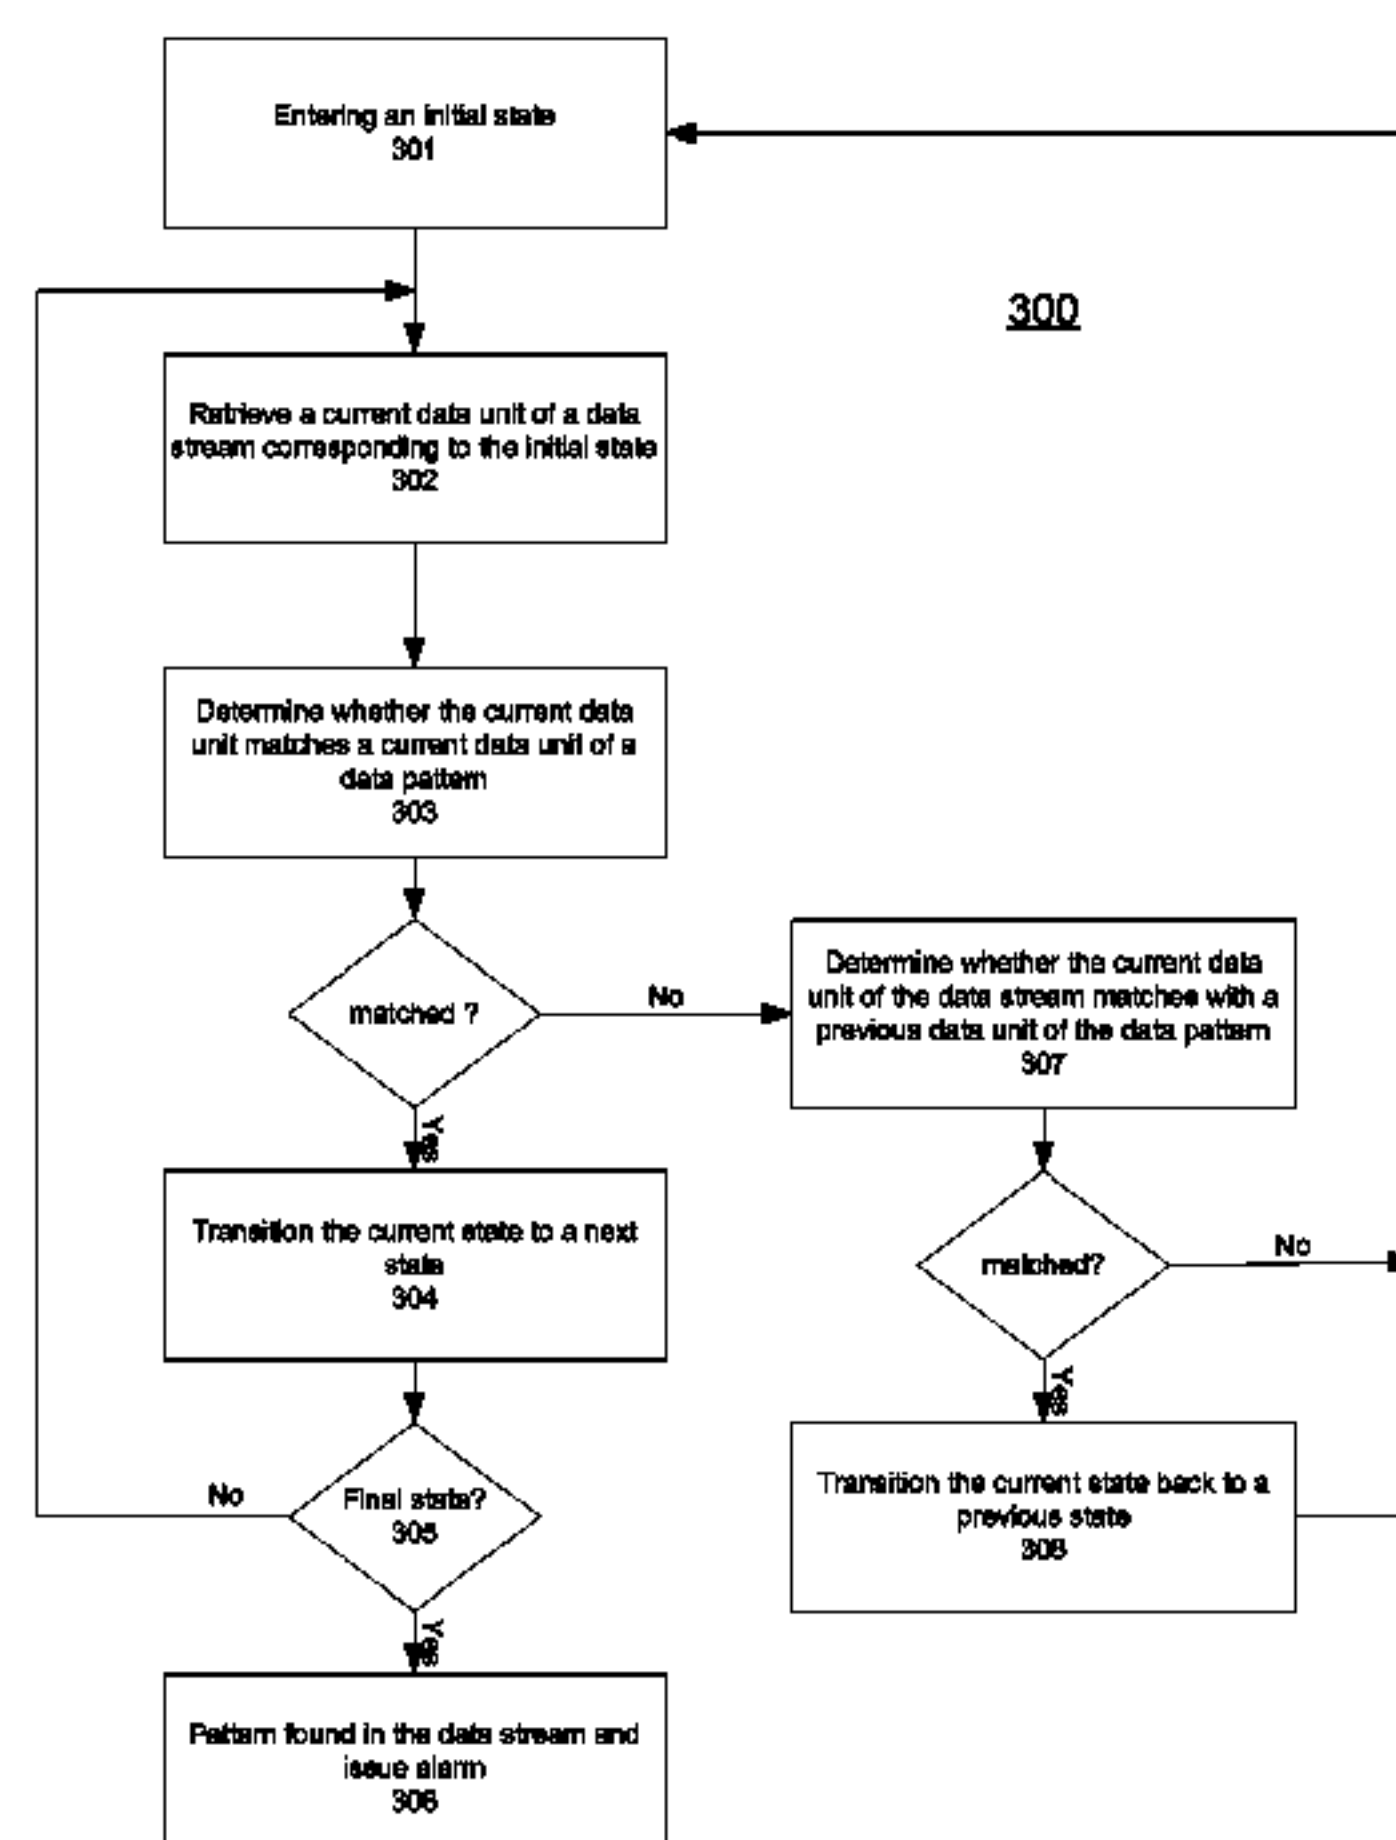 Entering an initial state
301
300
Retrieve a current data unit of a data
stream corresponding to the initial state
302
Determine whether the current data
unit matches a current data unit of a
data pattern
303
matched ?
No
Determine whether the current data
unit of the data stream matches with a
previous data unit of the data pattern
307
Yes
Transition the current state to a next
state
304
matched?
No
Yes
Final state?
305
No
Transition the current state back to a
previous state
308
Yes
Pattern found in the data stream and
issue alarm
306